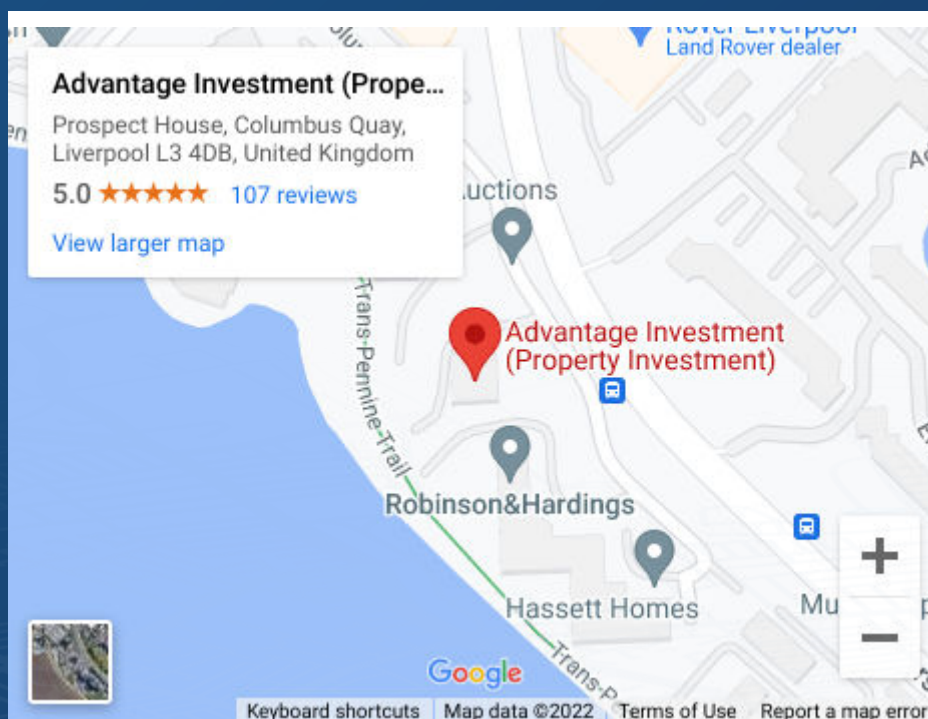 Rover Liverpool
Land Rover dealer
Advantage Investment (Prope...
Prospect House, Columbus Quay,
Liverpool L3 4DB, United Kingdom
5.0 ★★★★★ 107 reviews
View larger map
Trans-Pennine-Trail
Advantage Investment
(Property Investment)
Robinson&Hardings
Hassett Homes
Google
Keyboard shortcuts
Map data ©2022
Terms of Use
Report a map error